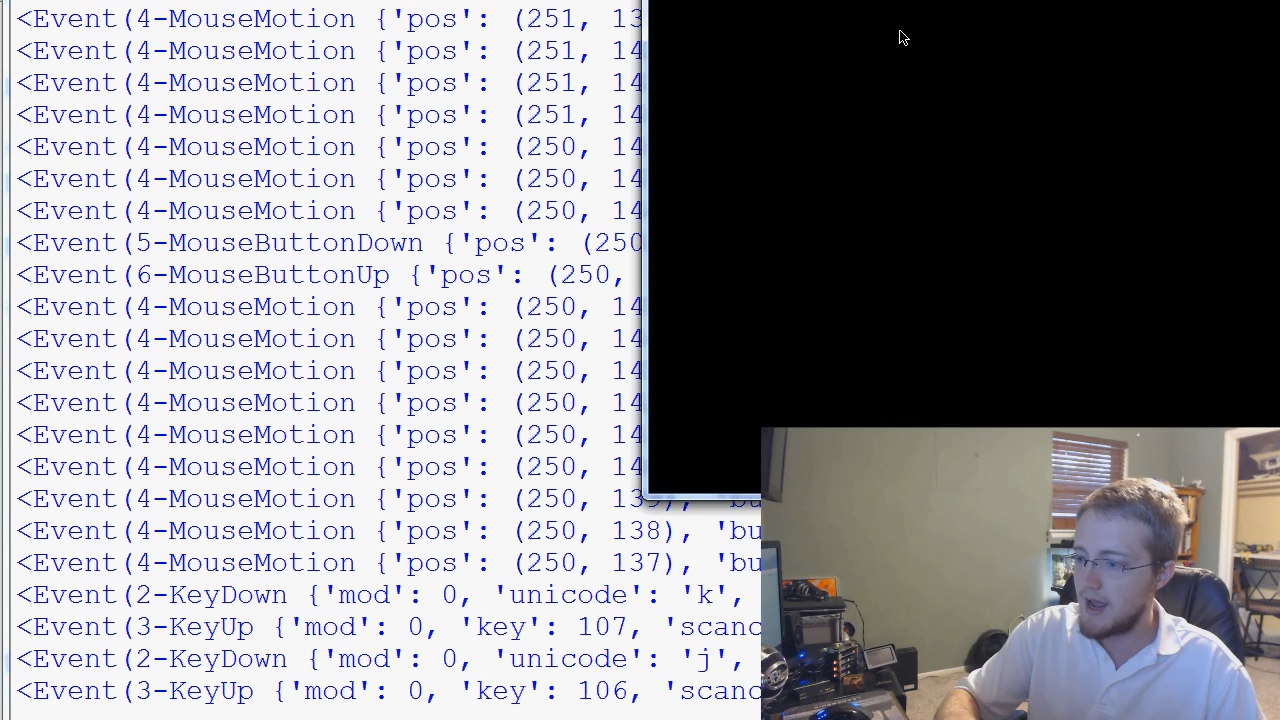 <Event(4-MouseMotion {'pos': (251, 13
<Event(4-MouseMotion {'pos': (251, 14
<Event(4-MouseMotion {'pos': (251, 14
<Event(4-MouseMotion {'pos': (251, 14
<Event(4-MouseMotion {'pos': (250, 14
<Event(4-MouseMotion {'pos': (250, 14
<Event(4-MouseMotion {'pos': (250, 14
<Event(5-MouseButtonDown {'pos': (250
<Event(6-MouseButtonUp {'pos': (250,
<Event(4-MouseMotion {'pos': (250, 14
<Event(4-MouseMotion {'pos': (250, 14
<Event(4-MouseMotion {'pos': (250, 14
<Event(4-MouseMotion {'pos': (250, 14
<Event(4-MouseMotion {'pos': (250, 14
<Event(4-MouseMotion {'pos': (250, 14
<Event(4-MouseMotion {'pos': (250, 139), 'bu
<Event(4-MouseMotion {'pos': (250, 138), 'bu
<Event(4-MouseMotion {'pos': (250, 137), 'bu
<Event(2-KeyDown {'mod': 0, 'unicode': 'k',
<Event(3-KeyUp {'mod': 0, 'key': 107, 'scanc
<Event(2-KeyDown {'mod': 0, 'unicode': 'j',
<Event(3-KeyUp {'mod': 0, 'key': 106, 'scanc